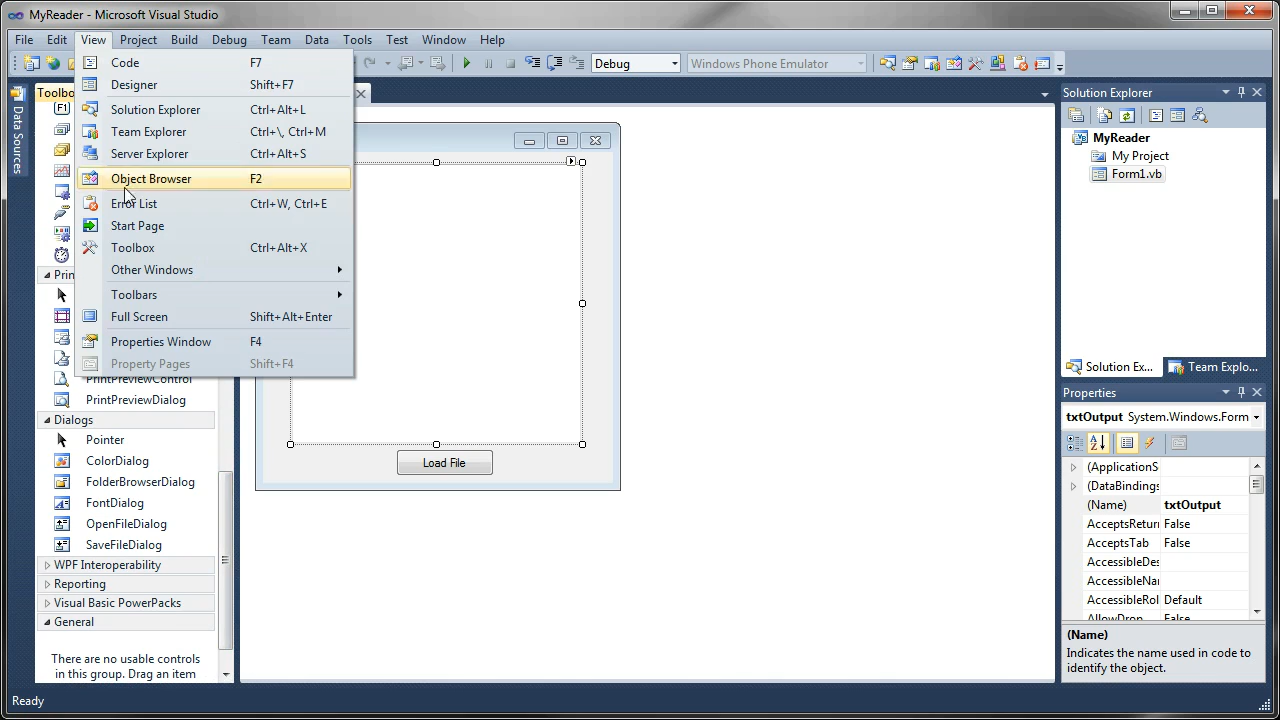 MyReader - Microsoft Visual Studio
File Edit View Project Build Debug Team Data Tools Test Window Help
Debug
Windows Phone Emulator
Data Sources
Toolbo
Code F7
Designer Shift+F7
Solution Explorer Ctrl+Alt+L
Team Explorer Ctrl+\, Ctrl+M
Server Explorer Ctrl+Alt+S
Object Browser F2
Error List Ctrl+W, Ctrl+E
Start Page
Toolbox Ctrl+Alt+X
Other Windows
Toolbars
Full Screen Shift+Alt+Enter
Properties Window F4
Property Pages Shift+F4
Prin
PrintPreviewControl
PrintPreviewDialog
Dialogs
Pointer
ColorDialog
FolderBrowserDialog
FontDialog
OpenFileDialog
SaveFileDialog
WPF Interoperability
Reporting
Visual Basic PowerPacks
General
There are no usable controls
in this group. Drag an item
Load File
Solution Explorer
MyReader
My Project
Form1.vb
Solution Ex...
Team Explo...
Properties
txtOutput System.Windows.Form
(ApplicationS
(DataBindings
(Name) txtOutput
AcceptsReturn False
AcceptsTab False
AccessibleDes
AccessibleNar
AccessibleRol Default
AllowDrop False
(Name)
Indicates the name used in code to
identify the object.
Ready